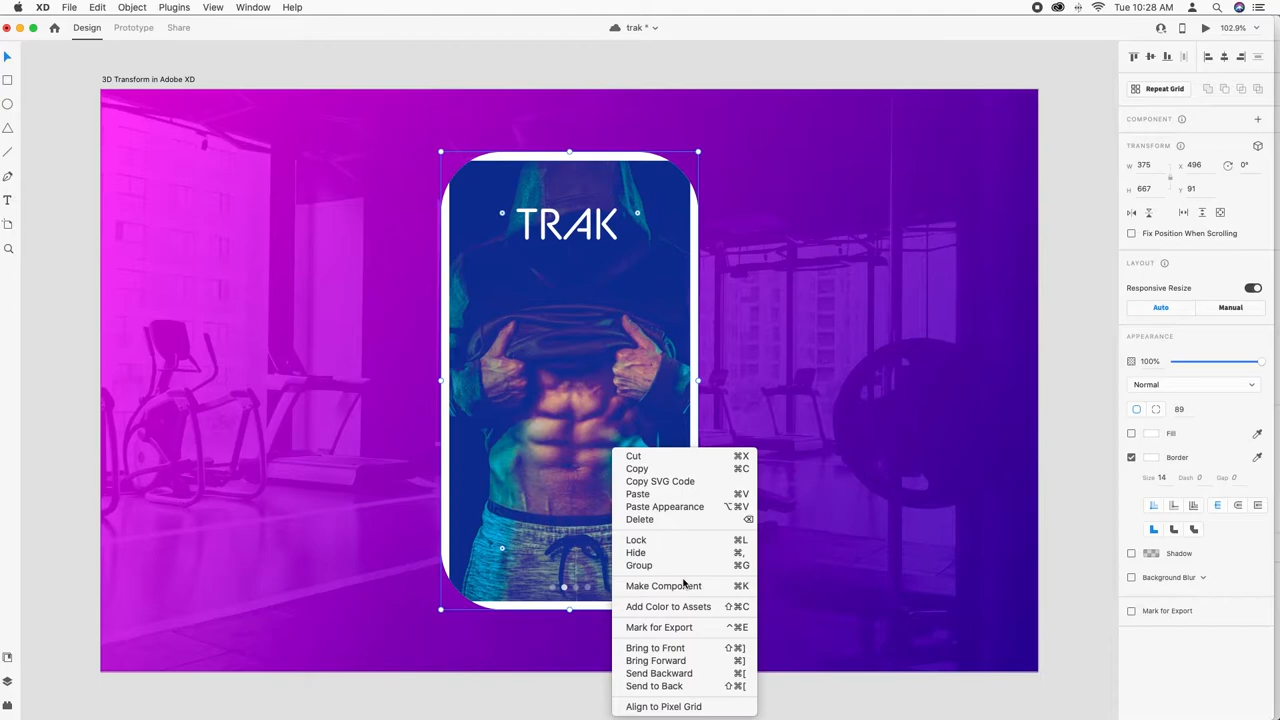 XD File Edit Object Plugins View Window Help Tue 10:28 AM
Design Prototype Share trak * 102.9%
3D Transform in Adobe XD
Repeat Grid
COMPONENT
TRANSFORM
W 375 X 496 0°
H 667 Y 91
Fix Position When Scrolling
LAYOUT
Responsive Resize
Auto Manual
APPEARANCE
100%
Normal
89
Fill
Border
Size 14 Dash 0 Gap 0
Shadow
Background Blur
Mark for Export
TRAK
Cut ⌘X
Copy ⌘C
Copy SVG Code
Paste ⌘V
Paste Appearance ⌥⌘V
Delete ⌫
Lock ⌘L
Hide ⌘,
Group ⌘G
Make Component ⌘K
Add Color to Assets ⇧⌘C
Mark for Export ^⌘E
Bring to Front ⇧⌘]
Bring Forward ⌘]
Send Backward ⌘[
Send to Back ⇧⌘[
Align to Pixel Grid